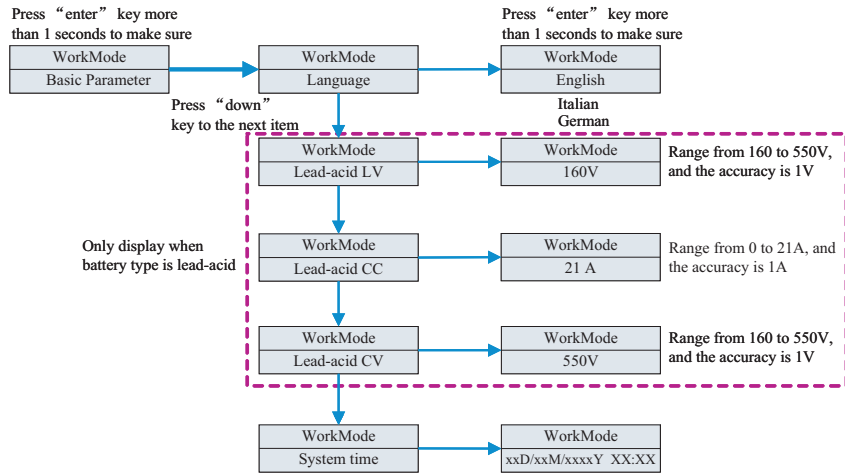 Press “enter” key more
than 1 seconds to make sure
Press “enter” key more
than 1 seconds to make sure
WorkMode
Basic Parameter
WorkMode
Language
WorkMode
English
Italian
German
Press “down”
key to the next item
WorkMode
Lead-acid LV
WorkMode
160V
Range from 160 to 550V,
and the accuracy is 1V
Only display when
battery type is lead-acid
WorkMode
Lead-acid CC
WorkMode
21 A
Range from 0 to 21A, and
the accuracy is 1A
WorkMode
Lead-acid CV
WorkMode
550V
Range from 160 to 550V,
and the accuracy is 1V
WorkMode
System time
WorkMode
xxD/xxM/xxxxY XX:XX